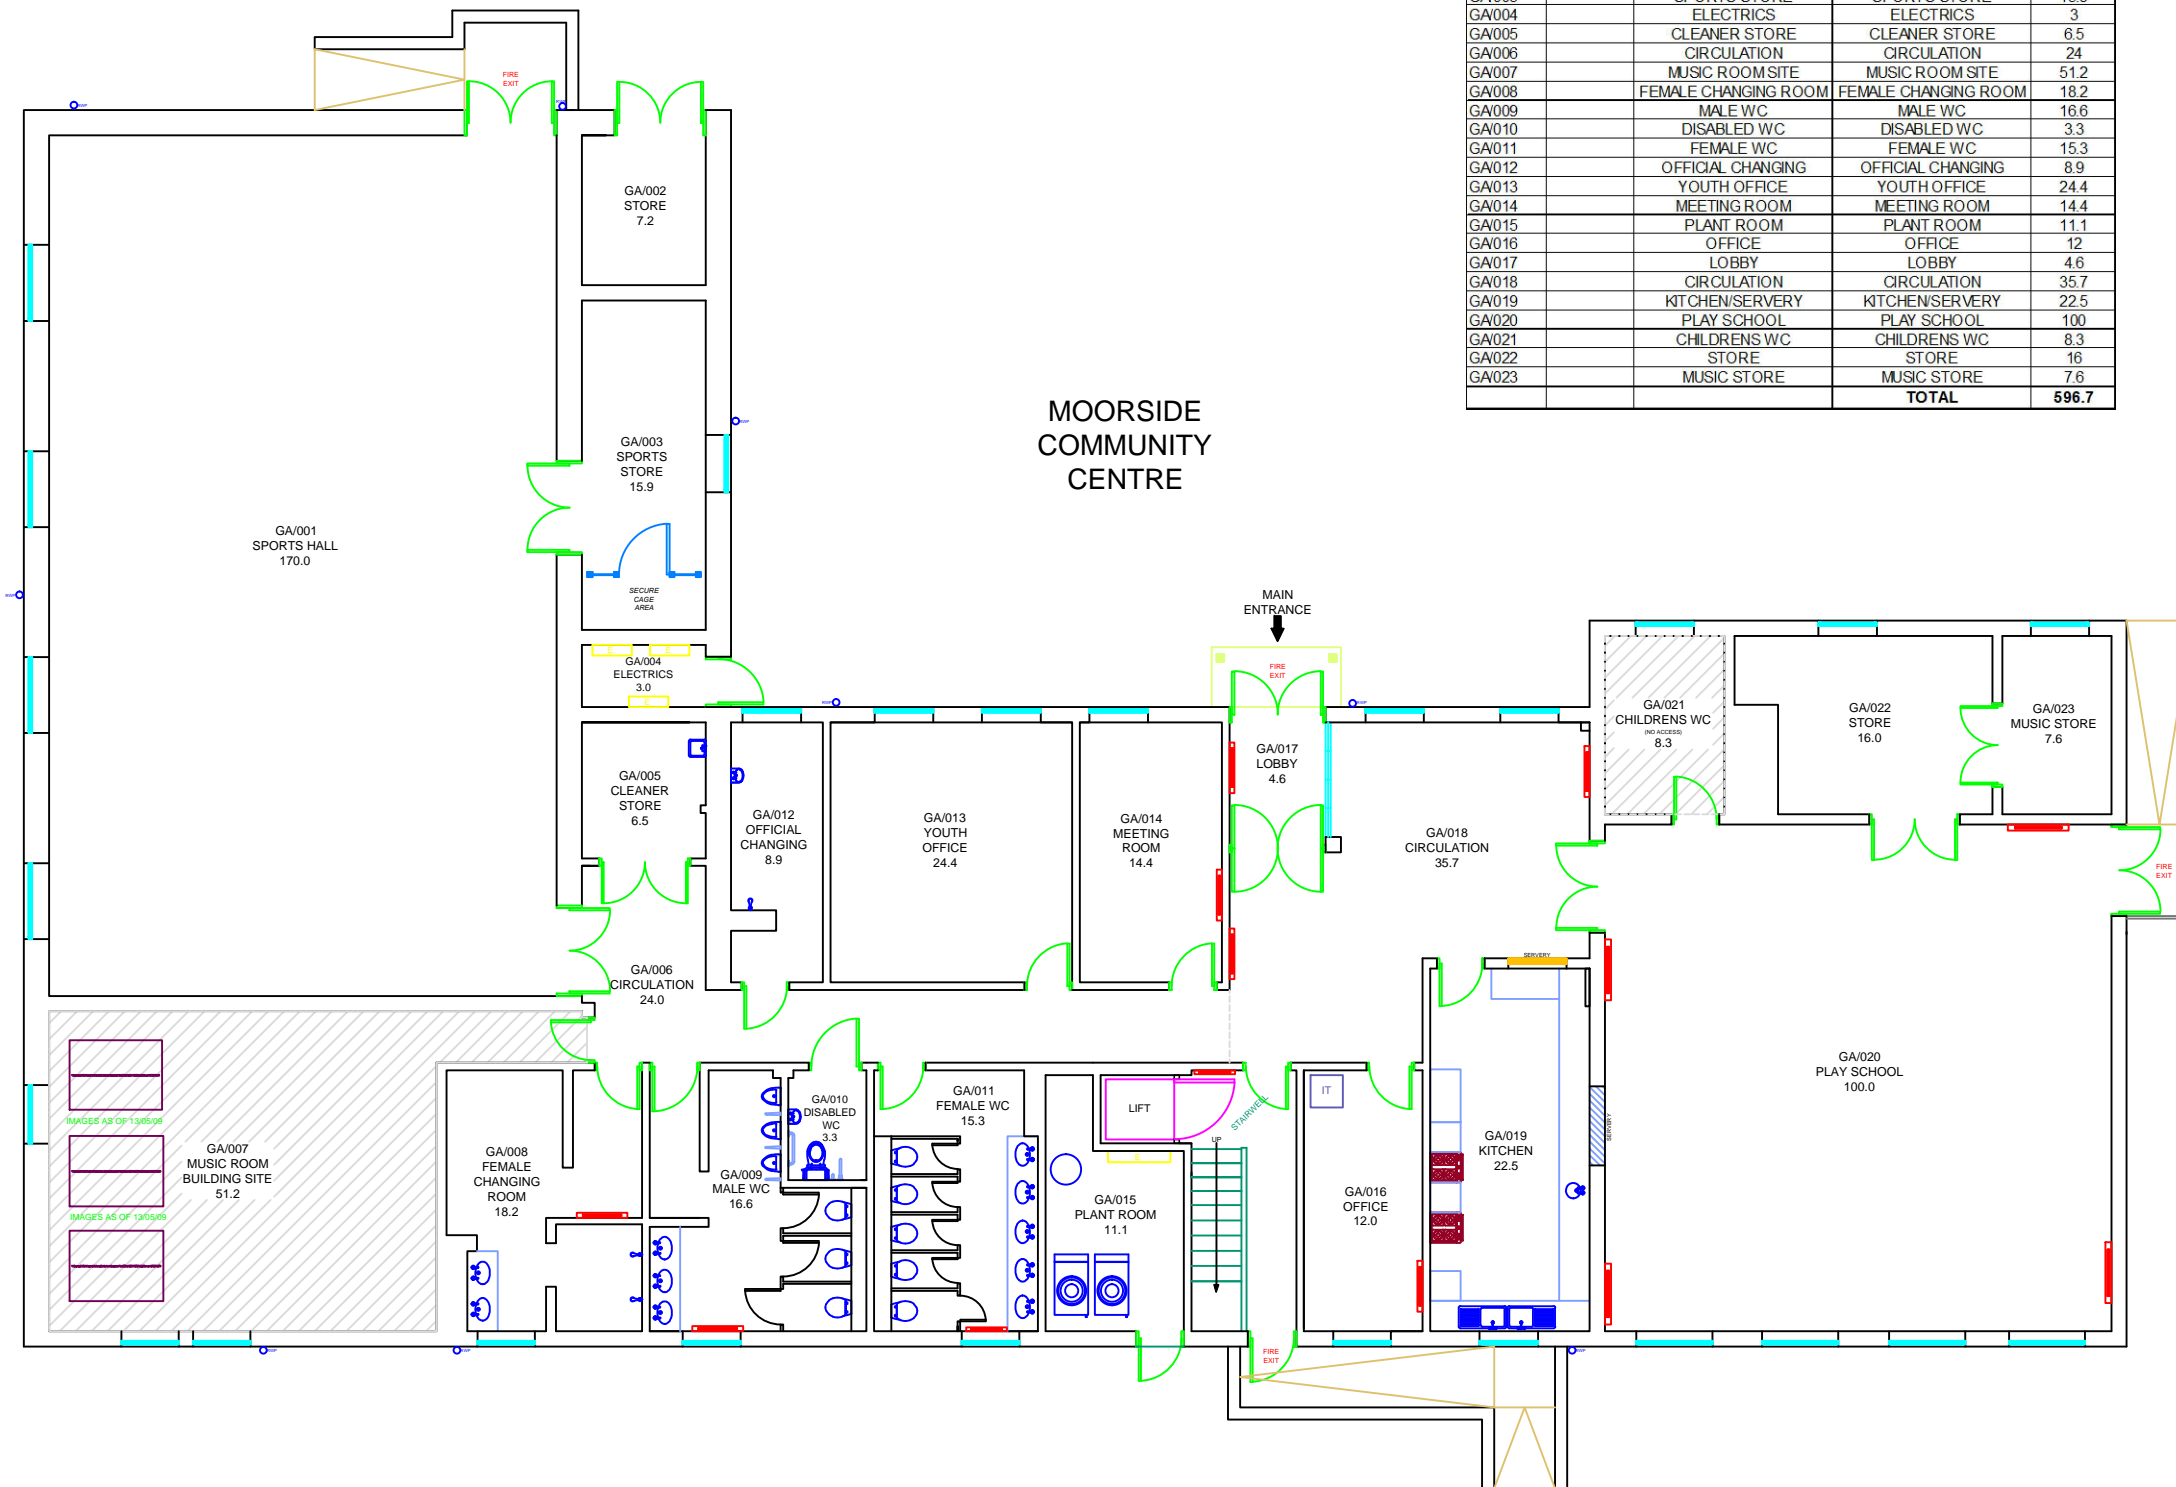 GA/004 ELECTRICS ELECTRICS 3
GA/005 CLEANER STORE CLEANER STORE 6.5
GA/006 CIRCULATION CIRCULATION 24
GA/007 MUSIC ROOM SITE MUSIC ROOM SITE 51.2
GA/008 FEMALE CHANGING ROOM FEMALE CHANGING ROOM 18.2
GA/009 MALE WC MALE WC 16.6
GA/010 DISABLED WC DISABLED WC 3.3
GA/011 FEMALE WC FEMALE WC 15.3
GA/012 OFFICIAL CHANGING OFFICIAL CHANGING 8.9
GA/013 YOUTH OFFICE YOUTH OFFICE 24.4
GA/014 MEETING ROOM MEETING ROOM 14.4
GA/015 PLANT ROOM PLANT ROOM 11.1
GA/016 OFFICE OFFICE 12
GA/017 LOBBY LOBBY 4.6
GA/018 CIRCULATION CIRCULATION 35.7
GA/019 KITCHEN/SERVERY KITCHEN/SERVERY 22.5
GA/020 PLAY SCHOOL PLAY SCHOOL 100
GA/021 CHILDRENS WC CHILDRENS WC 8.3
GA/022 STORE STORE 16
GA/023 MUSIC STORE MUSIC STORE 7.6
TOTAL 596.7
FIRE
EXIT
GA/002
STORE
7.2
MOORSIDE
COMMUNITY
CENTRE
GA/003
SPORTS
STORE
15.9
GA/001
SPORTS HALL
170.0
SECURE
CAGE
AREA
MAIN
ENTRANCE
GA/004
ELECTRICS
3.0
FIRE
EXIT
GA/005
CLEANER
STORE
6.5
GA/012
OFFICIAL
CHANGING
8.9
GA/013
YOUTH
OFFICE
24.4
GA/014
MEETING
ROOM
14.4
GA/017
LOBBY
4.6
GA/018
CIRCULATION
35.7
GA/021
CHILDRENS WC
(NO ACCESS)
8.3
GA/022
STORE
16.0
GA/023
MUSIC STORE
7.6
FIRE
EXIT
GA/006
CIRCULATION
24.0
SERVERY
GA/020
PLAY SCHOOL
100.0
IMAGES AS OF 13/05/09
GA/007
MUSIC ROOM
BUILDING SITE
51.2
IMAGES AS OF 13/05/09
GA/008
FEMALE
CHANGING
ROOM
18.2
GA/009
MALE WC
16.6
GA/010
DISABLED
WC
3.3
GA/011
FEMALE WC
15.3
LIFT
STAIRWELL
UP
GA/015
PLANT ROOM
11.1
IT
GA/016
OFFICE
12.0
GA/019
KITCHEN
22.5
SERVERY
FIRE
EXIT